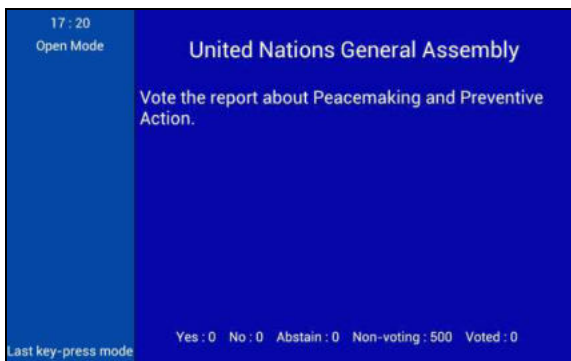 17 : 20
Open Mode
United Nations General Assembly
Vote the report about Peacemaking and Preventive
Action.
Yes : 0 No : 0 Abstain : 0 Non-voting : 500 Voted : 0
Last key-press mode